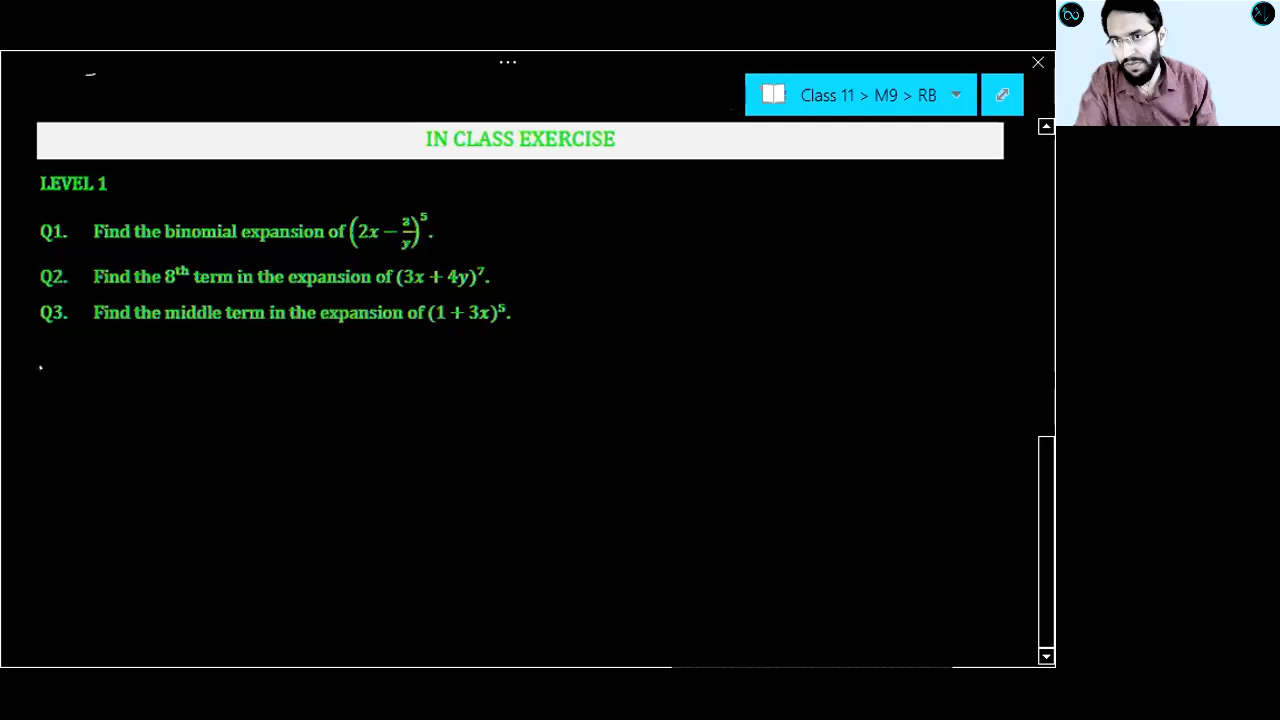 Class 11 > M9 > RB
IN CLASS EXERCISE
LEVEL 1
Q1. Find the binomial expansion of (2x − 3/y)⁵.
Q2. Find the 8th term in the expansion of (3x + 4y)⁷.
Q3. Find the middle term in the expansion of (1 + 3x)⁵.